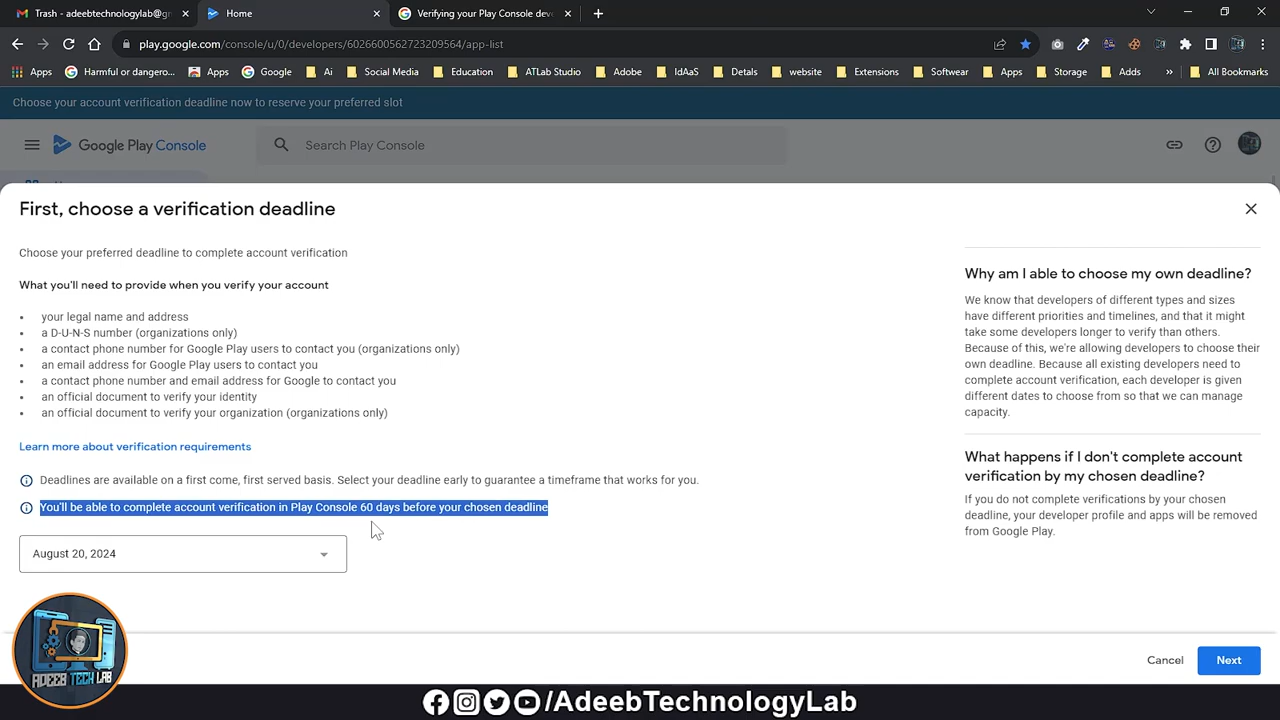 Trash - adeebtechnologylab@gm
Home
Verifying your Play Console dev
play.google.com/console/u/0/developers/6026600562723209564/app-list
Apps
Harmful or dangero...
Apps
Google
Ai
Social Media
Education
ATLab Studio
Adobe
IdAaS
Detals
website
Extensions
Softwear
Apps
Storage
Adds
»
All Bookmarks
Choose your account verification deadline now to reserve your preferred slot
Google Play Console
Search Play Console
First, choose a verification deadline
Choose your preferred deadline to complete account verification
What you'll need to provide when you verify your account
▪ your legal name and address
▪ a D-U-N-S number (organizations only)
▪ a contact phone number for Google Play users to contact you (organizations only)
▪ an email address for Google Play users to contact you
▪ a contact phone number and email address for Google to contact you
▪ an official document to verify your identity
▪ an official document to verify your organization (organizations only)
Learn more about verification requirements
Deadlines are available on a first come, first served basis. Select your deadline early to guarantee a timeframe that works for you.
You'll be able to complete account verification in Play Console 60 days before your chosen deadline
August 20, 2024
Why am I able to choose my own deadline?
We know that developers of different types and sizes
have different priorities and timelines, and that it might
take some developers longer to verify than others.
Because of this, we're allowing developers to choose their
own deadline. Because all existing developers need to
complete account verification, each developer is given
different dates to choose from so that we can manage
capacity.
What happens if I don't complete account
verification by my chosen deadline?
If you do not complete verifications by your chosen
deadline, your developer profile and apps will be removed
from Google Play.
Cancel
Next
ADEEB TECH LAB
/AdeebTechnologyLab